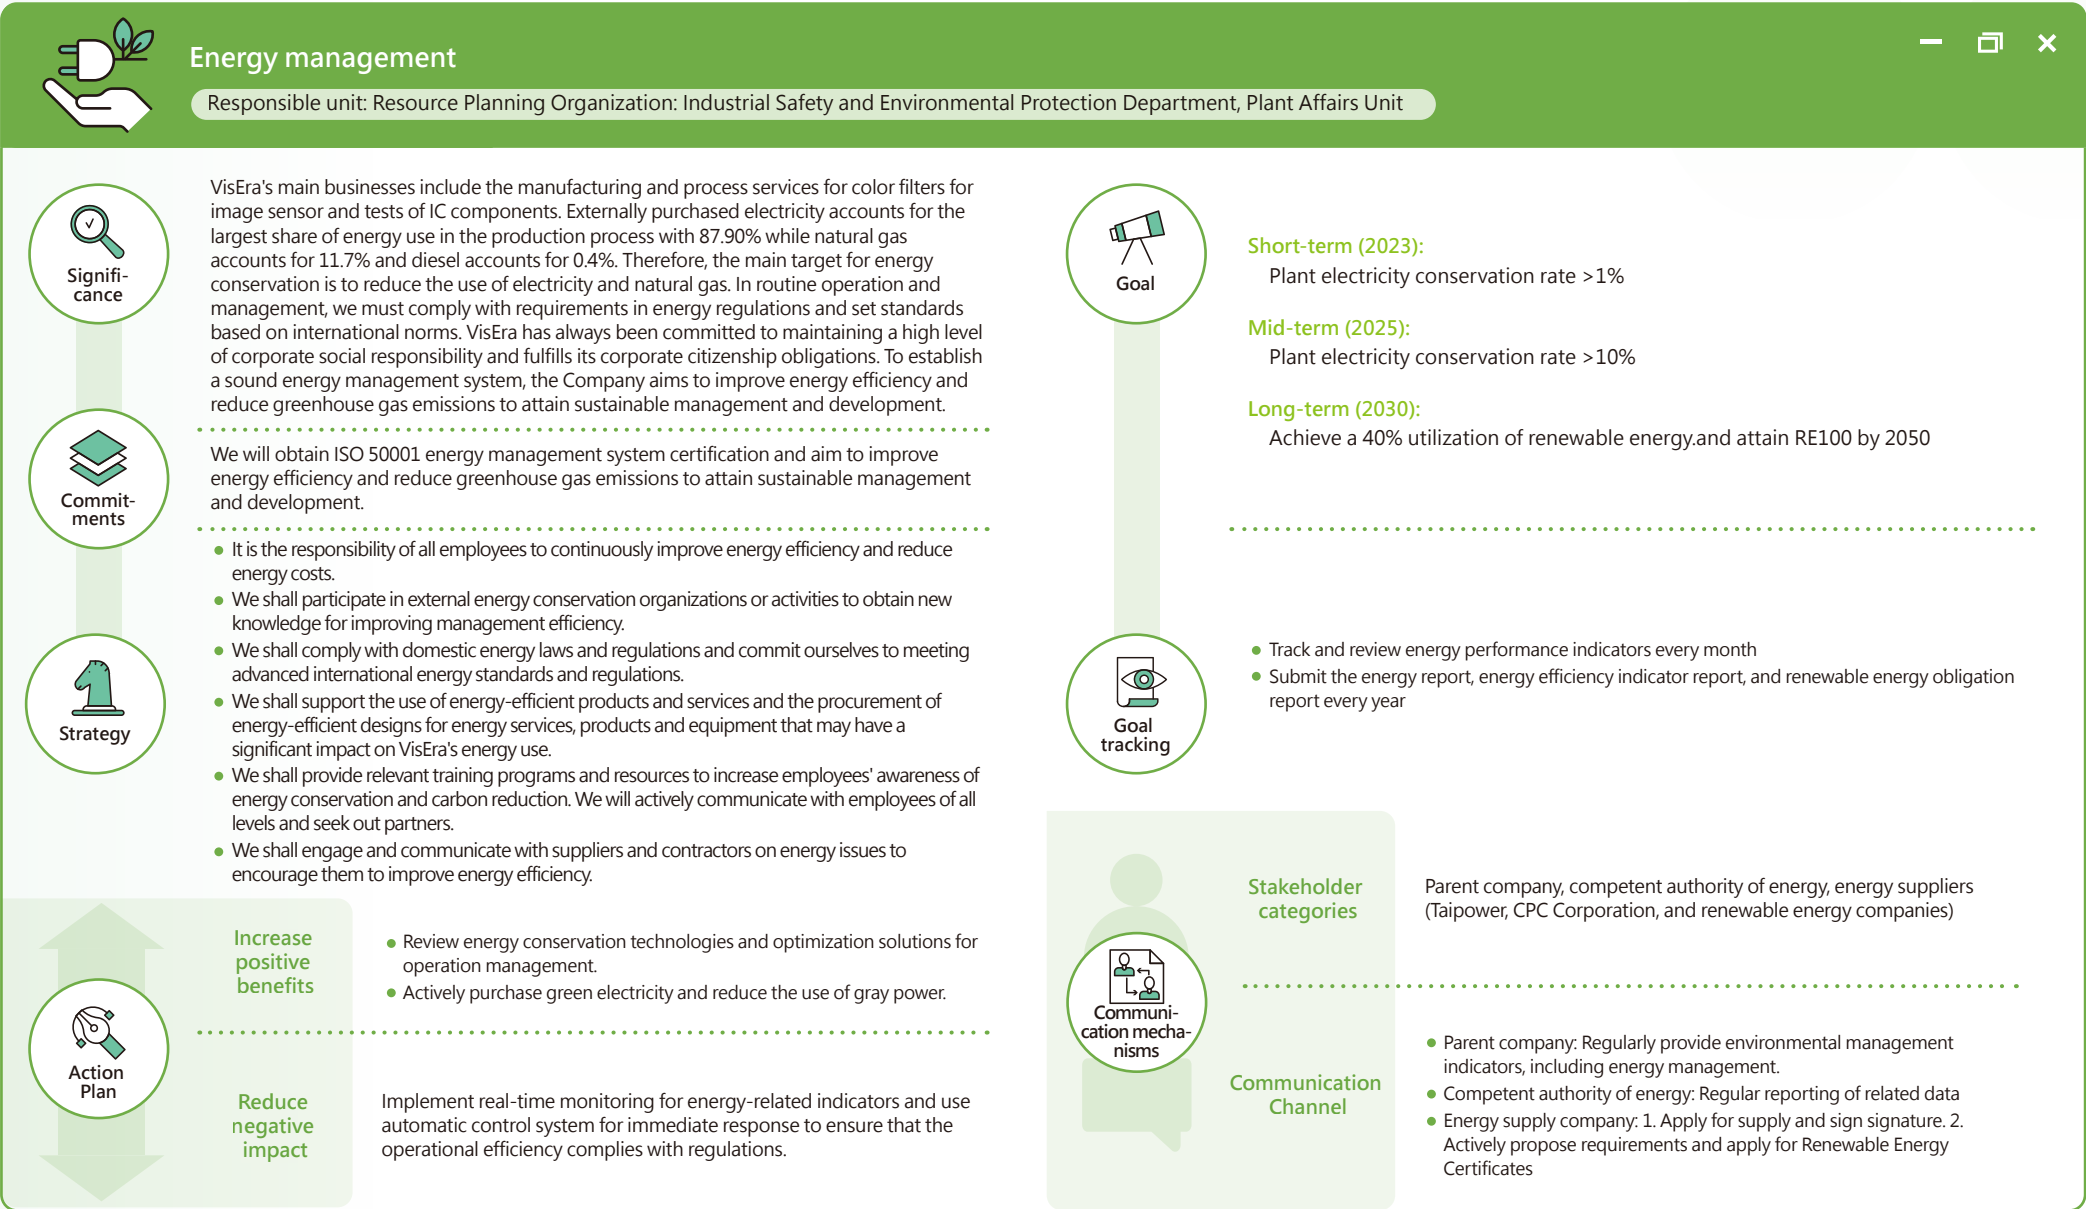 Energy management
Responsible unit: Resource Planning Organization: Industrial Safety and Environmental Protection Department, Plant Affairs Unit
Signifi-
cance
VisEra's main businesses include the manufacturing and process services for color filters for
image sensor and tests of IC components. Externally purchased electricity accounts for the
largest share of energy use in the production process with 87.90% while natural gas
accounts for 11.7% and diesel accounts for 0.4%. Therefore, the main target for energy
conservation is to reduce the use of electricity and natural gas. In routine operation and
management, we must comply with requirements in energy regulations and set standards
based on international norms. VisEra has always been committed to maintaining a high level
of corporate social responsibility and fulfills its corporate citizenship obligations. To establish
a sound energy management system, the Company aims to improve energy efficiency and
reduce greenhouse gas emissions to attain sustainable management and development.
Commit-
ments
We will obtain ISO 50001 energy management system certification and aim to improve
energy efficiency and reduce greenhouse gas emissions to attain sustainable management
and development.
Strategy
• It is the responsibility of all employees to continuously improve energy efficiency and reduce
energy costs.
• We shall participate in external energy conservation organizations or activities to obtain new
knowledge for improving management efficiency.
• We shall comply with domestic energy laws and regulations and commit ourselves to meeting
advanced international energy standards and regulations.
• We shall support the use of energy-efficient products and services and the procurement of
energy-efficient designs for energy services, products and equipment that may have a
significant impact on VisEra's energy use.
• We shall provide relevant training programs and resources to increase employees' awareness of
energy conservation and carbon reduction. We will actively communicate with employees of all
levels and seek out partners.
• We shall engage and communicate with suppliers and contractors on energy issues to
encourage them to improve energy efficiency.
Action
Plan
Increase
positive
benefits
• Review energy conservation technologies and optimization solutions for
operation management.
• Actively purchase green electricity and reduce the use of gray power.
Reduce
negative
impact
Implement real-time monitoring for energy-related indicators and use
automatic control system for immediate response to ensure that the
operational efficiency complies with regulations.
Goal
Short-term (2023):
Plant electricity conservation rate >1%
Mid-term (2025):
Plant electricity conservation rate >10%
Long-term (2030):
Achieve a 40% utilization of renewable energy.and attain RE100 by 2050
Goal
tracking
• Track and review energy performance indicators every month
• Submit the energy report, energy efficiency indicator report, and renewable energy obligation
report every year
Communi-
cation mecha-
nisms
Stakeholder
categories
Parent company, competent authority of energy, energy suppliers
(Taipower, CPC Corporation, and renewable energy companies)
Communication
Channel
• Parent company: Regularly provide environmental management
indicators, including energy management.
• Competent authority of energy: Regular reporting of related data
• Energy supply company: 1. Apply for supply and sign signature. 2.
Actively propose requirements and apply for Renewable Energy
Certificates